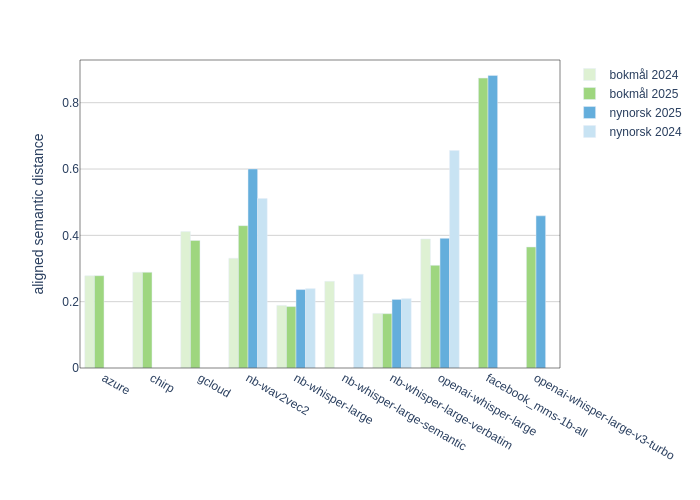 aligned semantic distance
0.8
0.6
0.4
0.2
0
azure
chirp
gcloud
nb-wav2vec2
nb-whisper-large
nb-whisper-large-semantic
nb-whisper-large-verbatim
openai-whisper-large
facebook_mms-1b-all
openai-whisper-large-v3-turbo
bokmål 2024
bokmål 2025
nynorsk 2025
nynorsk 2024